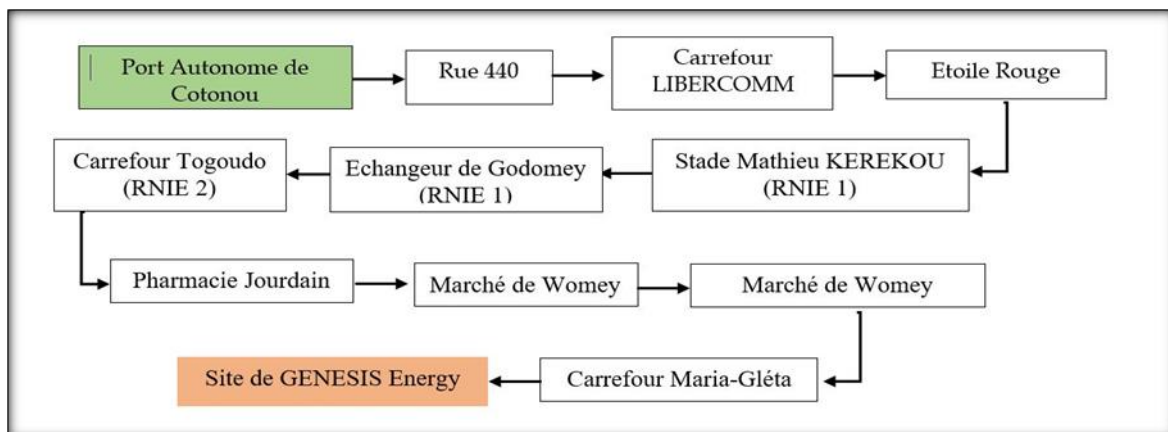 Port Autonome de
Cotonou
Rue 440
Carrefour
LIBERCOMM
Etoile Rouge
Stade Mathieu KEREKOU
(RNIE 1)
Echangeur de Godomey
(RNIE 1)
Carrefour Togoudo
(RNIE 2)
Pharmacie Jourdain
Marché de Womey
Marché de Womey
Carrefour Maria-Gléta
Site de GENESIS Energy